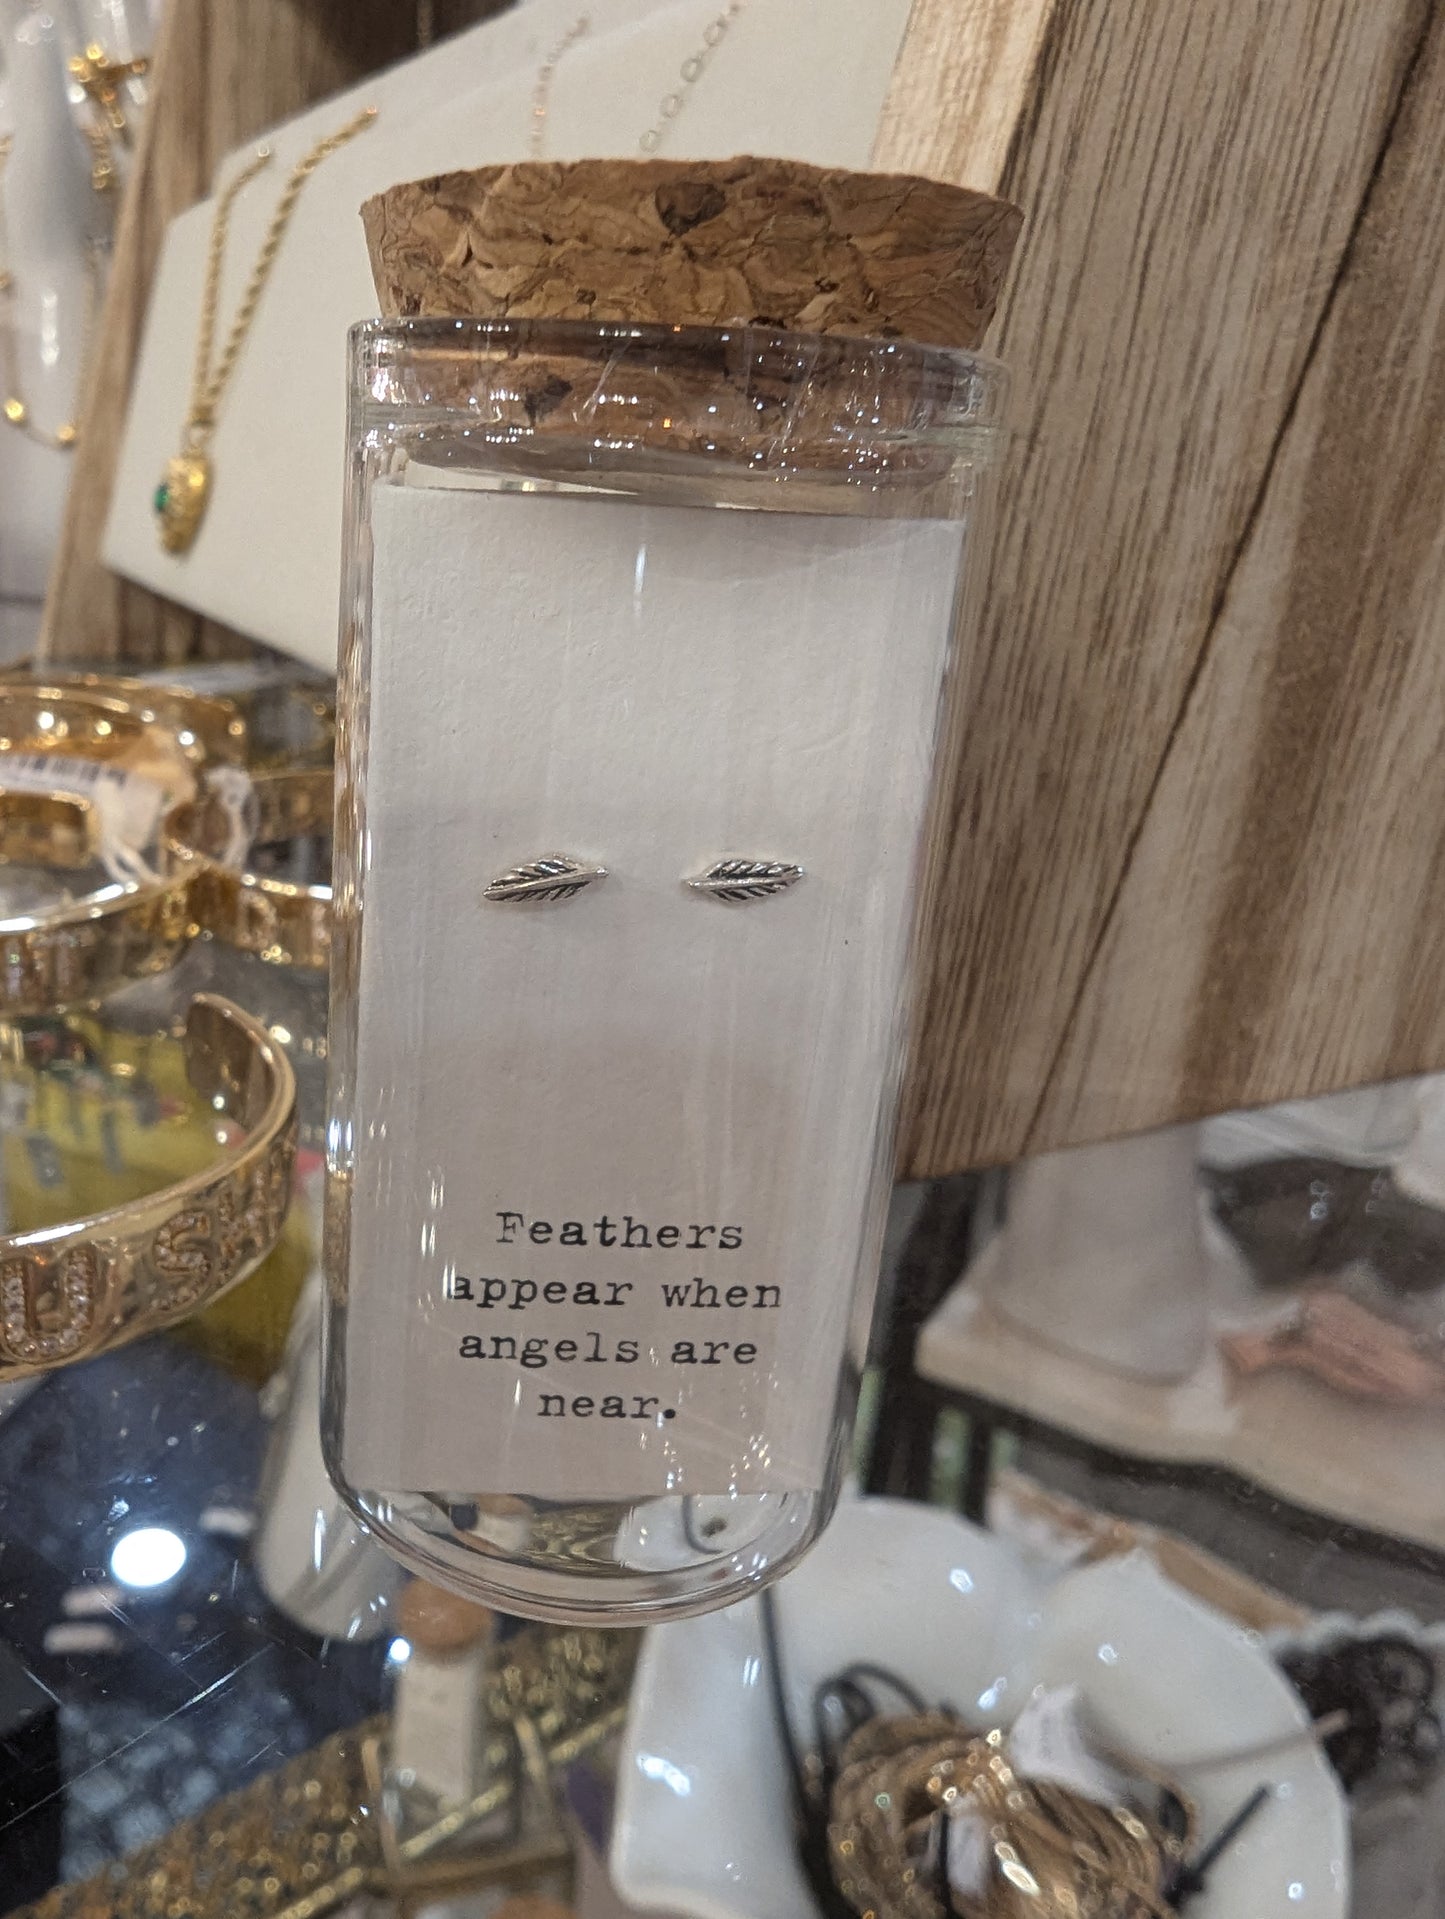 Feathers
appear when
angels are
near.